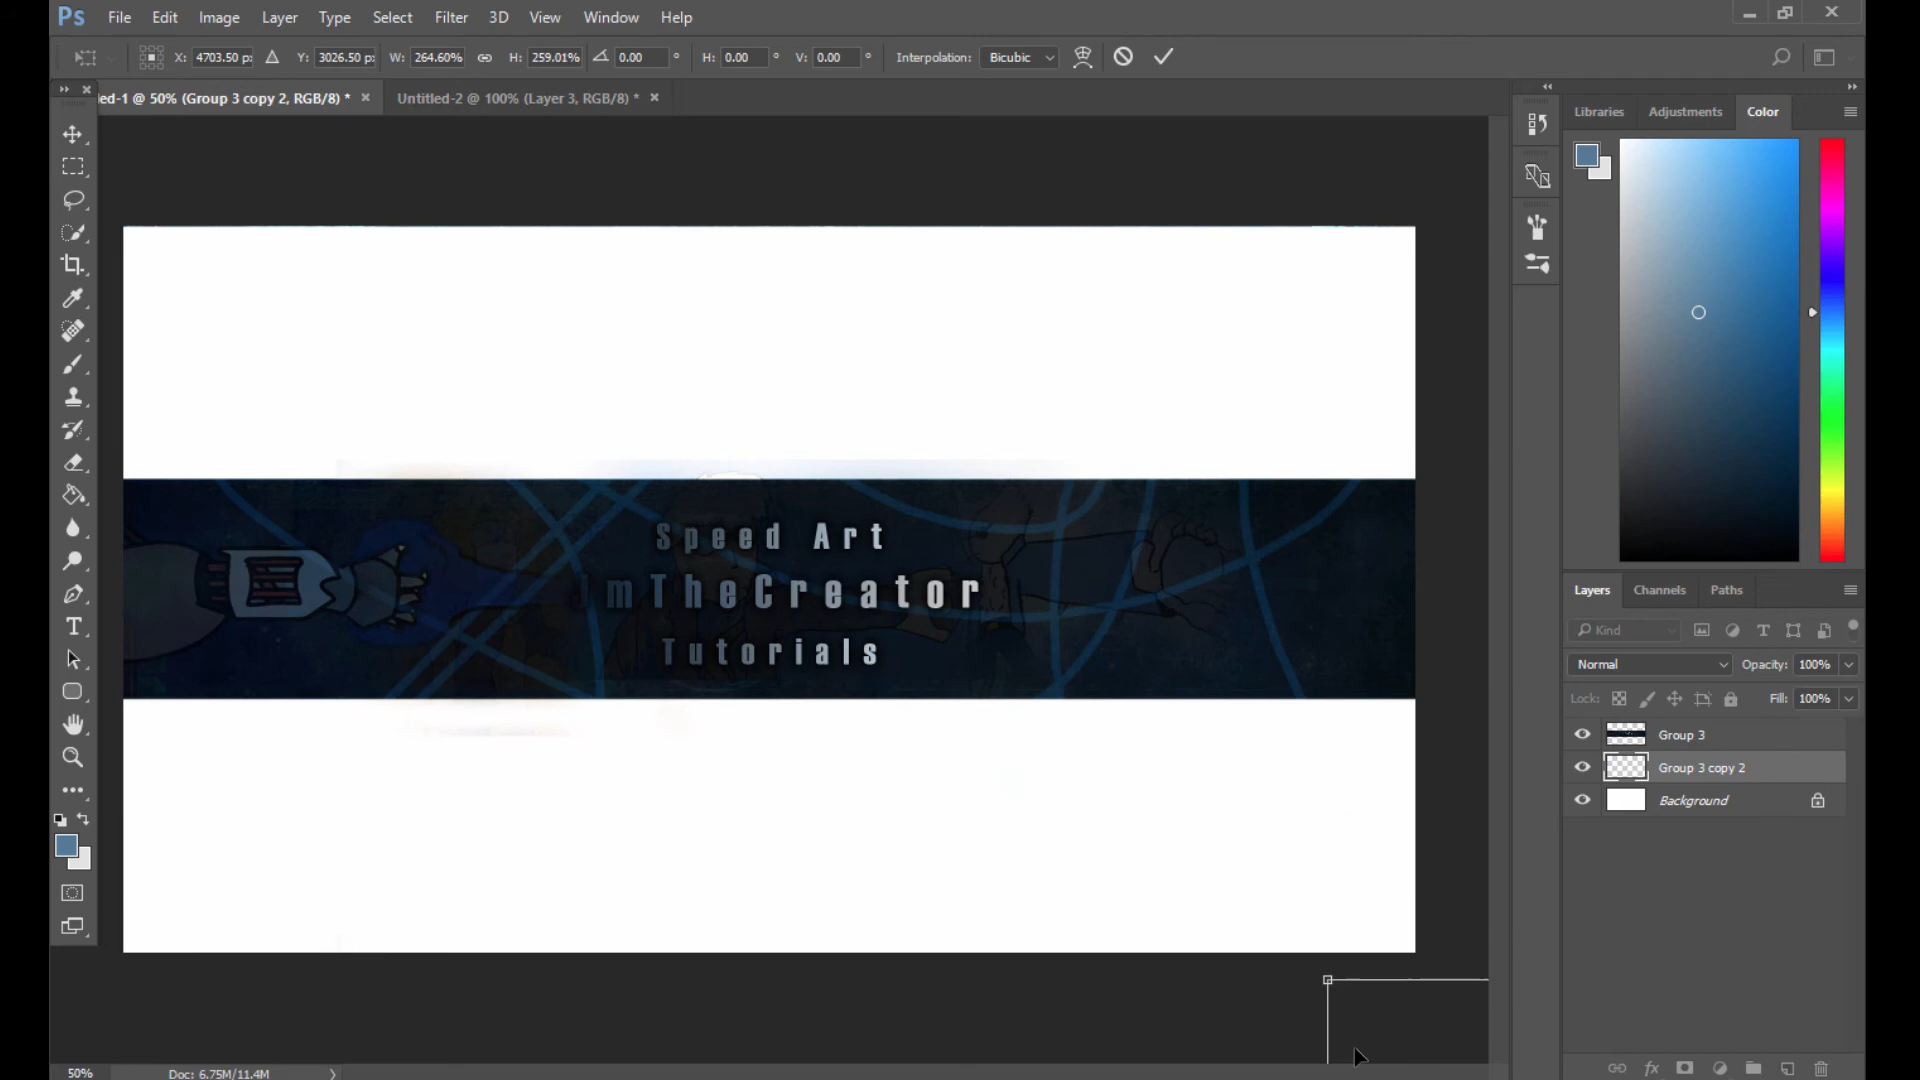 Ps File Edit Image Layer Type Select Filter 3D View Window Help
X: 4703.50 p Y: 3026.50 p W: 264.60% H: 259.01% 0.00 ° H: 0.00 ° V: 0.00 ° Interpolation: Bicubic
ed-1 @ 50% (Group 3 copy 2, RGB/8) * Untitled-2 @ 100% (Layer 3, RGB/8) *
Libraries Adjustments Color
Speed Art
mTheCreator
Tutorials
Layers Channels Paths
Kind
Normal Opacity: 100%
Lock: Fill: 100%
Group 3
Group 3 copy 2
Background
fx
50% Doc: 6.75M/11.4M